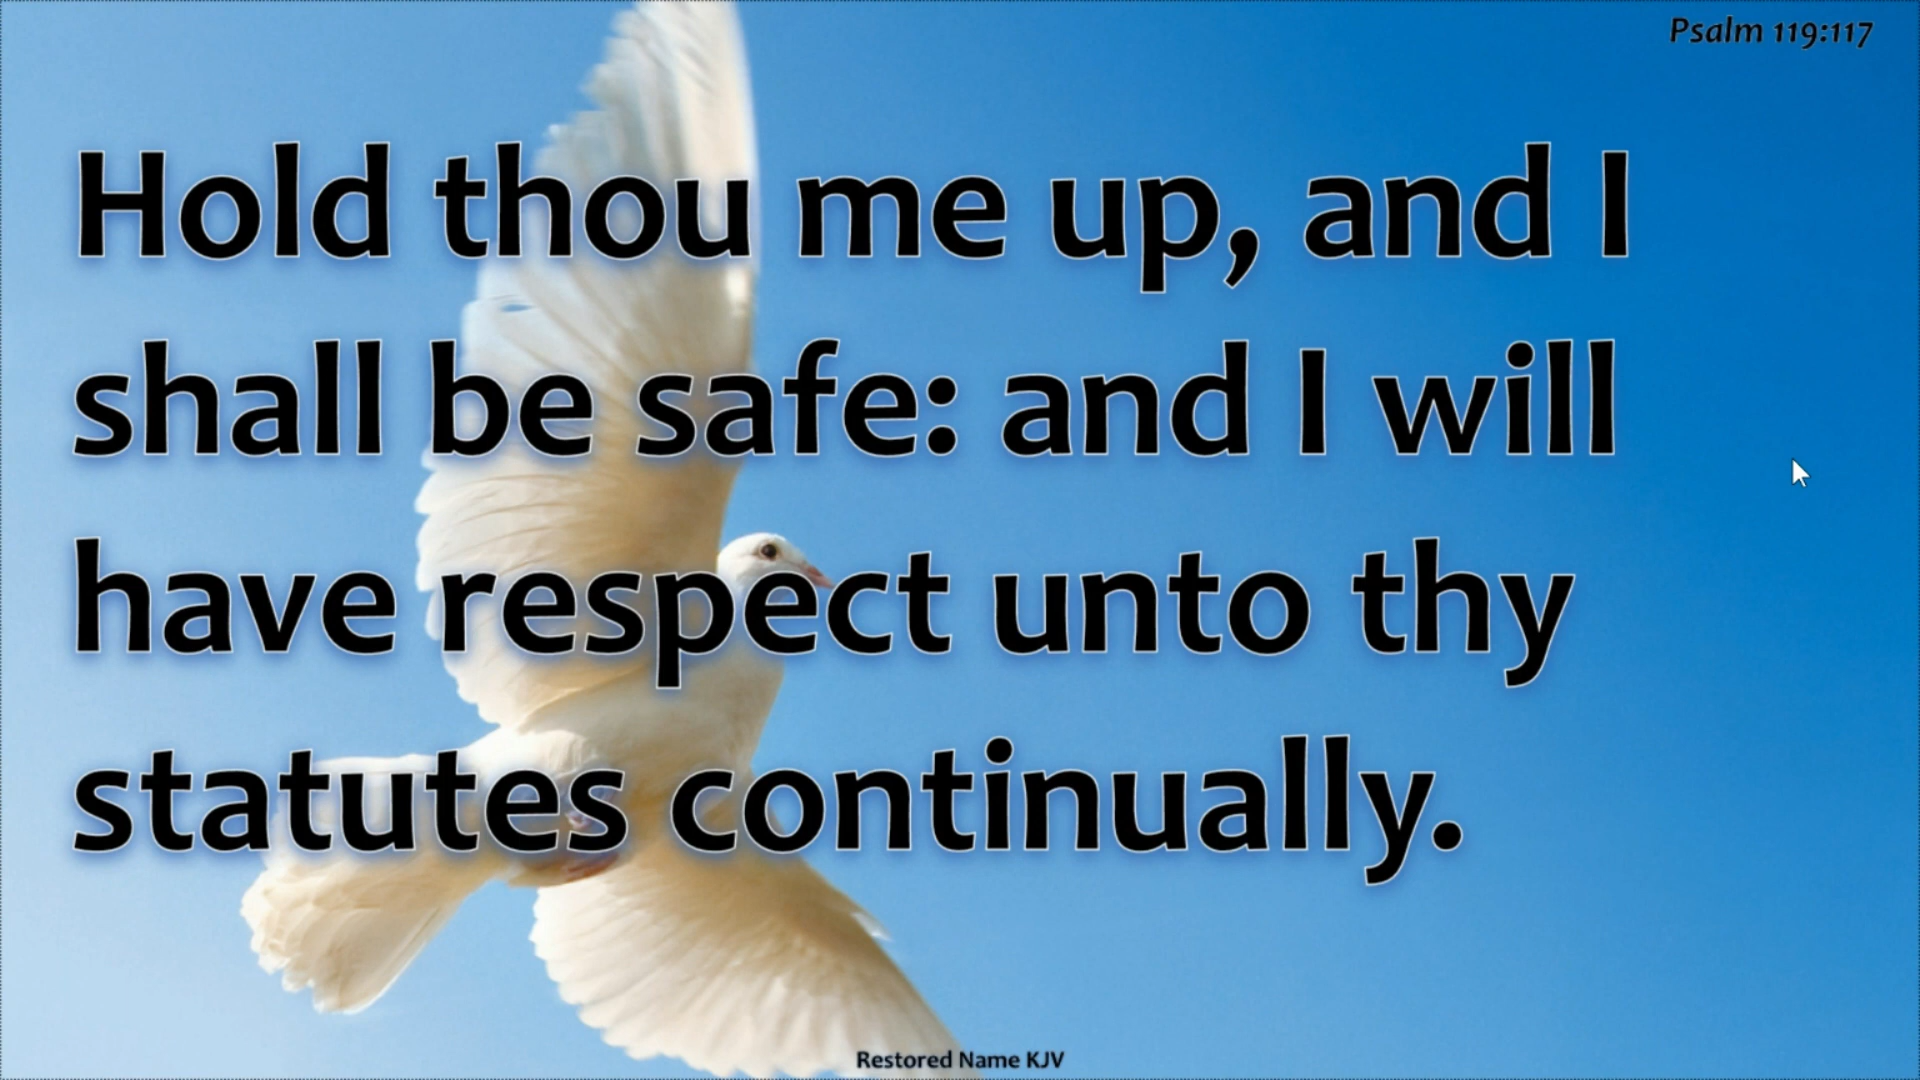 Psalm 119:117
Hold thou me up, and I
shall be safe: and I will
have respect unto thy
statutes continually.
Restored Name KJV